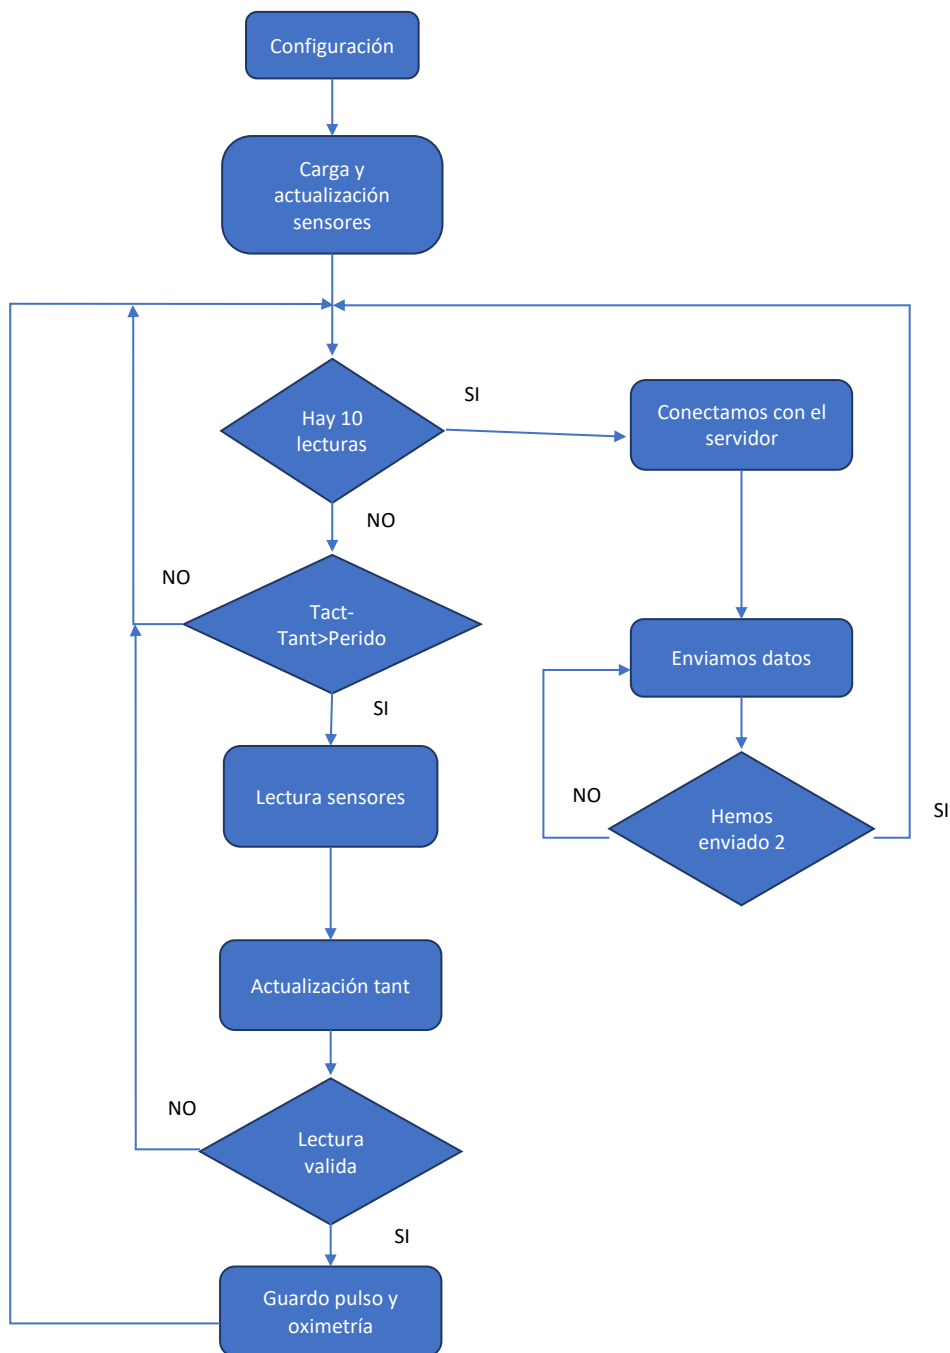 Configuración
Carga y
actualización
sensores
Hay 10
lecturas
SI
Conectamos con el
servidor
NO
Tact-
Tant>Perido
NO
SI
Enviamos datos
Lectura sensores
NO
Hemos
enviado 2
SI
Actualización tant
NO
Lectura
valida
SI
Guardo pulso y
oximetría